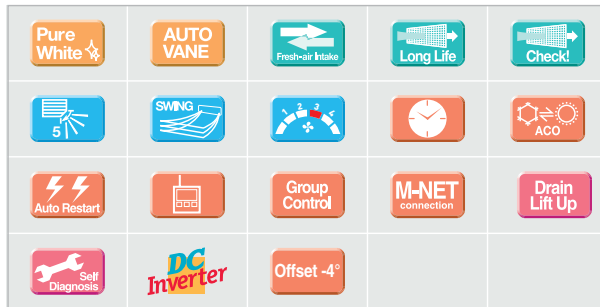 Pure
White
AUTO
VANE
Fresh-air Intake
Long Life
Check!
5
SWING
1 2 3 4
ACO
Auto Restart
Group
Control
M-NET
connection
Drain
Lift Up
Self
Diagnosis
DC
Inverter
Offset -4°